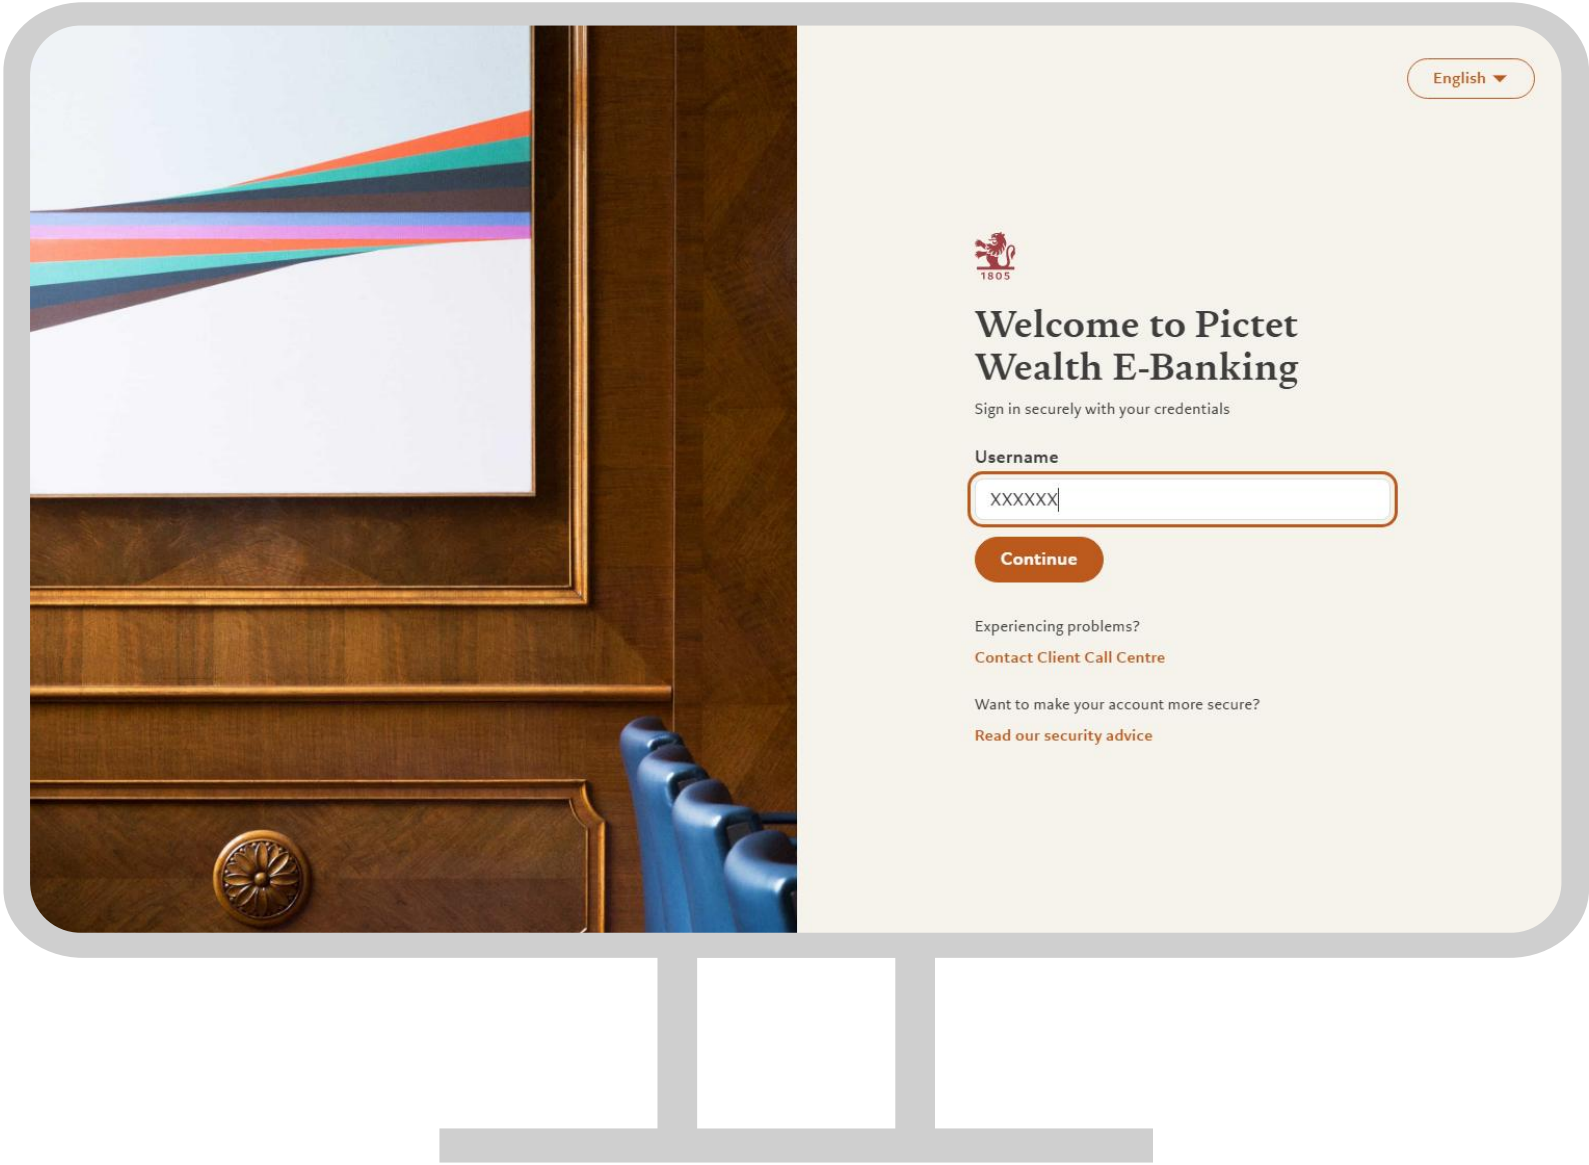 English
1805
Welcome to Pictet
Wealth E-Banking
Sign in securely with your credentials
Username
XXXXXX
Continue
Experiencing problems?
Contact Client Call Centre
Want to make your account more secure?
Read our security advice